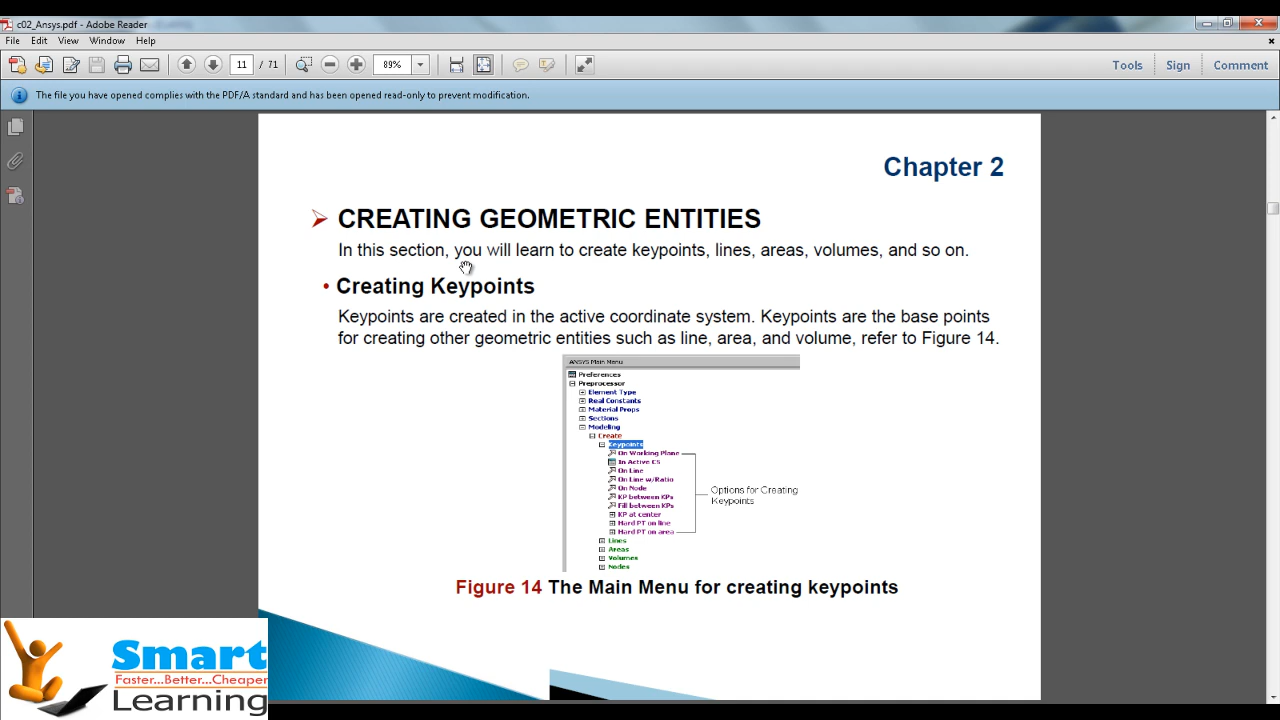 c02_Ansys.pdf - Adobe Reader
File Edit View Window Help
11 / 71
89%
Tools Sign Comment
The file you have opened complies with the PDF/A standard and has been opened read-only to prevent modification.
Chapter 2
CREATING GEOMETRIC ENTITIES
In this section, you will learn to create keypoints, lines, areas, volumes, and so on.
• Creating Keypoints
Keypoints are created in the active coordinate system. Keypoints are the base points
for creating other geometric entities such as line, area, and volume, refer to Figure 14.
ANSYS Main Menu
Preferences
Preprocessor
Element Type
Real Constants
Material Props
Sections
Modeling
Create
Keypoints
On Working Plane
In Active CS
On Line
On Line w/Ratio
On Node
KP between KPs
Fill between KPs
KP at center
Hard PT on line
Hard PT on area
Lines
Areas
Volumes
Nodes
Options for Creating
Keypoints
Figure 14 The Main Menu for creating keypoints
Smart
Faster...Better...Cheaper
Learning